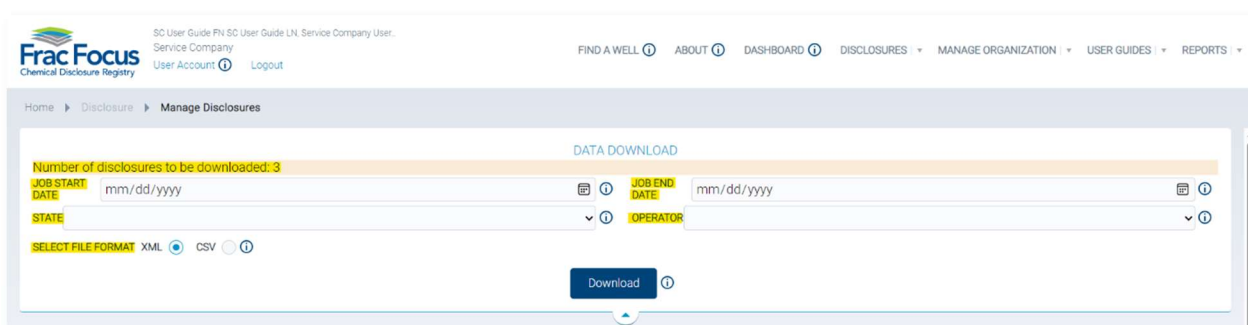 SC User Guide FN SC User Guide LN, Service Company User..
Frac Focus
Chemical Disclosure Registry
Service Company
User Account Logout
FIND A WELL ABOUT DASHBOARD DISCLOSURES MANAGE ORGANIZATION USER GUIDES REPORTS
Home Disclosure Manage Disclosures
DATA DOWNLOAD
Number of disclosures to be downloaded: 3
JOB START DATE mm/dd/yyyy JOB END DATE mm/dd/yyyy
STATE OPERATOR
SELECT FILE FORMAT XML CSV
Download